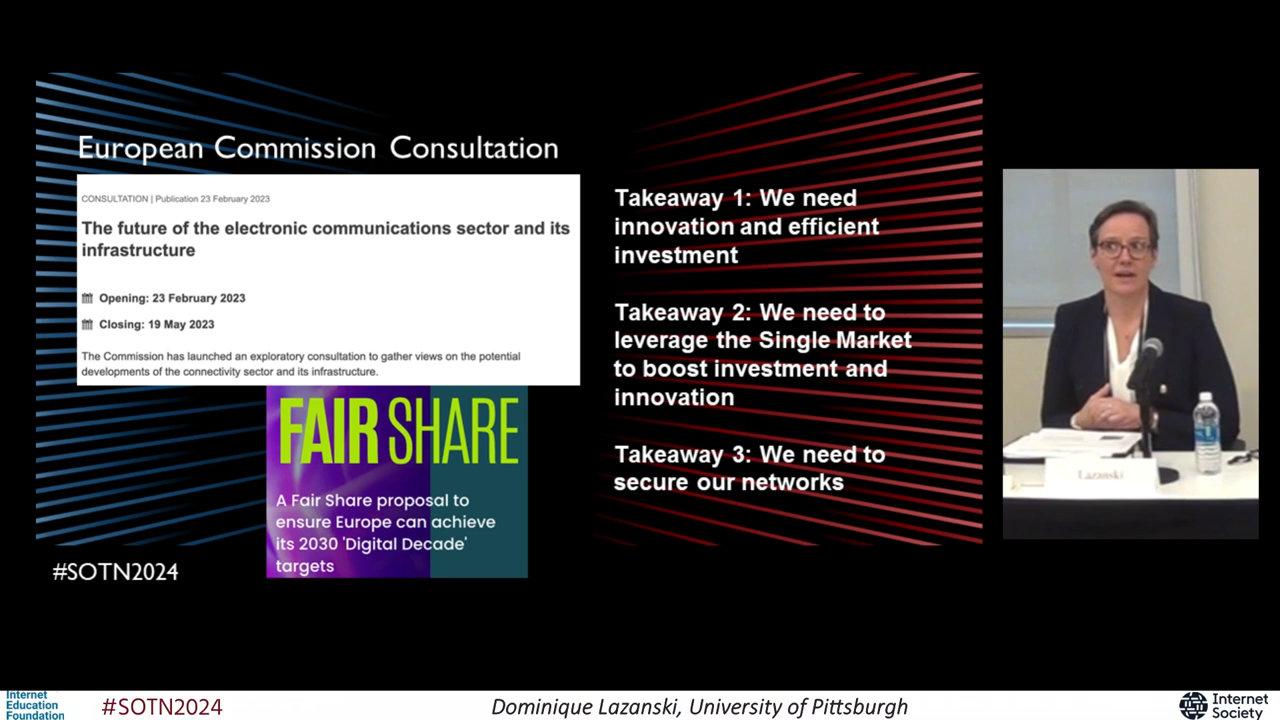 European Commission Consultation
CONSULTATION | Publication 23 February 2023
The future of the electronic communications sector and its
infrastructure
Opening: 23 February 2023
Closing: 19 May 2023
The Commission has launched an exploratory consultation to gather views on the potential
developments of the connectivity sector and its infrastructure.
FAIR SHARE
A Fair Share proposal to
ensure Europe can achieve
its 2030 'Digital Decade'
targets
#SOTN2024
Takeaway 1: We need
innovation and efficient
investment
Takeaway 2: We need to
leverage the Single Market
to boost investment and
innovation
Takeaway 3: We need to
secure our networks
Lazanski
Internet
Education
Foundation
#SOTN2024
Dominique Lazanski, University of Pittsburgh
Internet
Society